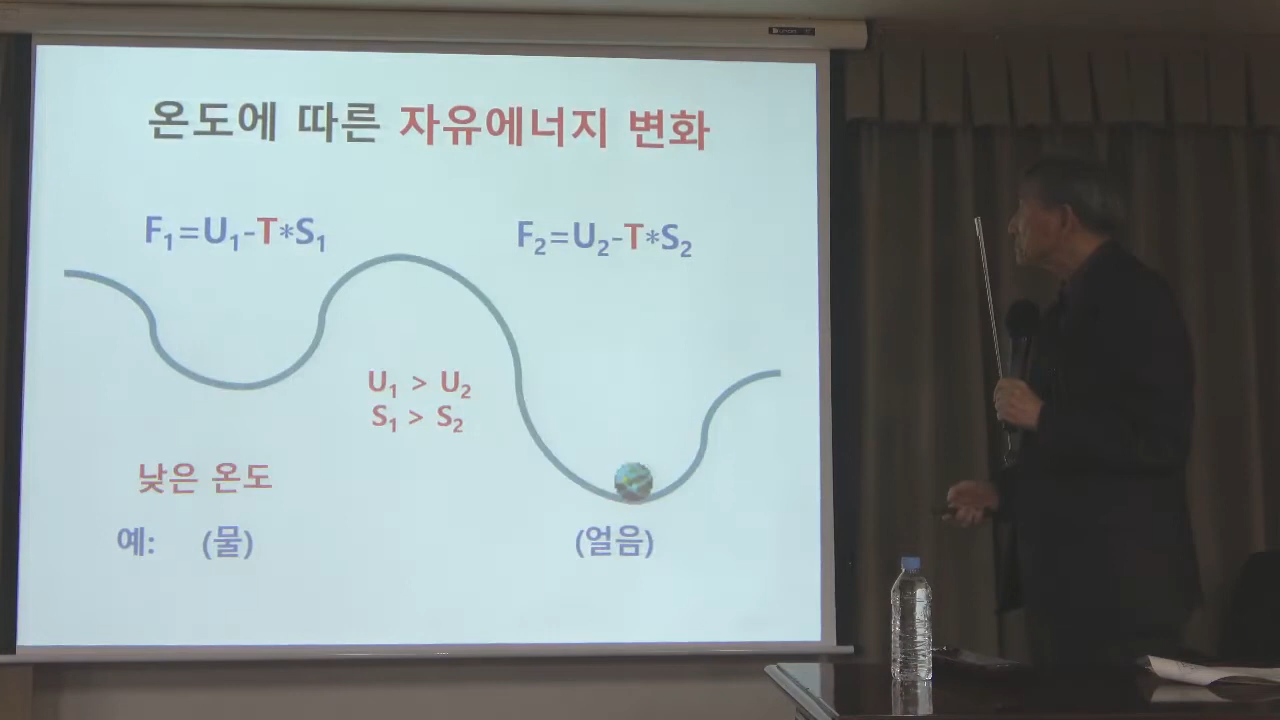 온도에 따른 자유에너지 변화
F₁=U₁-T*S₁
F₂=U₂-T*S₂
U₁ > U₂
S₁ > S₂
낮은 온도
예: (물)
(얼음)